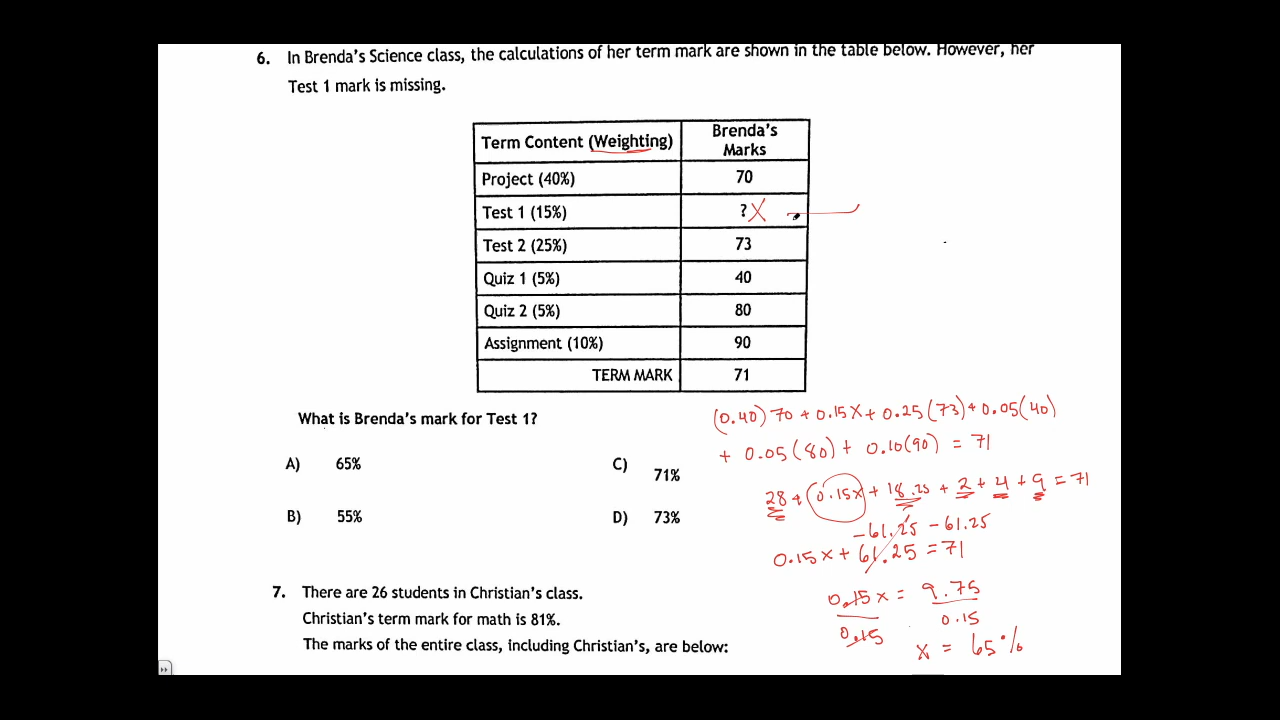 6. In Brenda's Science class, the calculations of her term mark are shown in the table below. However, her
Test 1 mark is missing.
Term Content (Weighting) Brenda's Marks
Project (40%) 70
Test 1 (15%) ? X
Test 2 (25%) 73
Quiz 1 (5%) 40
Quiz 2 (5%) 80
Assignment (10%) 90
TERM MARK 71
What is Brenda's mark for Test 1?
A) 65% C) 71%
B) 55% D) 73%
(0.40) 70 + 0.15X + 0.25 (73) + 0.05 (40)
+ 0.05 (80) + 0.10 (90) = 71
28 + 0.15x + 18.25 + 2 + 4 + 9 = 71
-61.25 -61.25
0.15x + 61.25 = 71
0.15x = 9.75
0.15 0.15
x = 65%
7. There are 26 students in Christian's class.
Christian's term mark for math is 81%.
The marks of the entire class, including Christian's, are below: